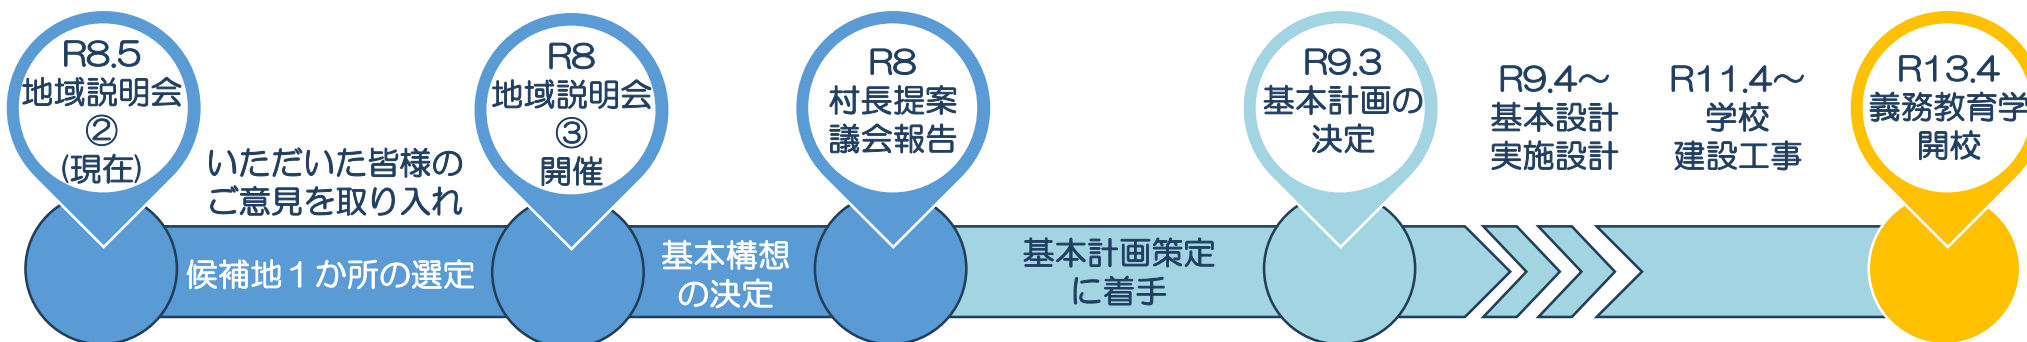 R8.5
地域説明会
②
(現在)
いただいた皆様の
ご意見を取り入れ
候補地１か所の選定
R8
地域説明会
③
開催
基本構想
の決定
R8
村長提案
議会報告
基本計画策定
に着手
R9.3
基本計画の
決定
R9.4～
基本設計
実施設計
R11.4～
学校
建設工事
R13.4
義務教育学
開校